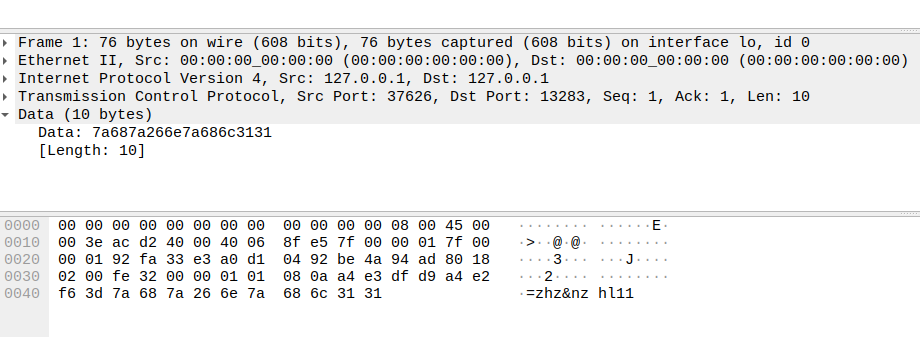 Frame 1: 76 bytes on wire (608 bits), 76 bytes captured (608 bits) on interface lo, id 0
Ethernet II, Src: 00:00:00_00:00:00 (00:00:00:00:00:00), Dst: 00:00:00_00:00:00 (00:00:00:00:00:00)
Internet Protocol Version 4, Src: 127.0.0.1, Dst: 127.0.0.1
Transmission Control Protocol, Src Port: 37626, Dst Port: 13283, Seq: 1, Ack: 1, Len: 10
Data (10 bytes)
Data: 7a687a266e7a686c3131
[Length: 10]
0000 00 00 00 00 00 00 00 00 00 00 00 00 08 00 45 00 ········ ······E·
0010 00 3e ac d2 40 00 40 06 8f e5 7f 00 00 01 7f 00 ·>··@·@· ········
0020 00 01 92 fa 33 e3 a0 d1 04 92 be 4a 94 ad 80 18 ····3··· ···J····
0030 02 00 fe 32 00 00 01 01 08 0a a4 e3 df d9 a4 e2 ···2···· ········
0040 f6 3d 7a 68 7a 26 6e 7a 68 6c 31 31 ·=zhz&nz hl11